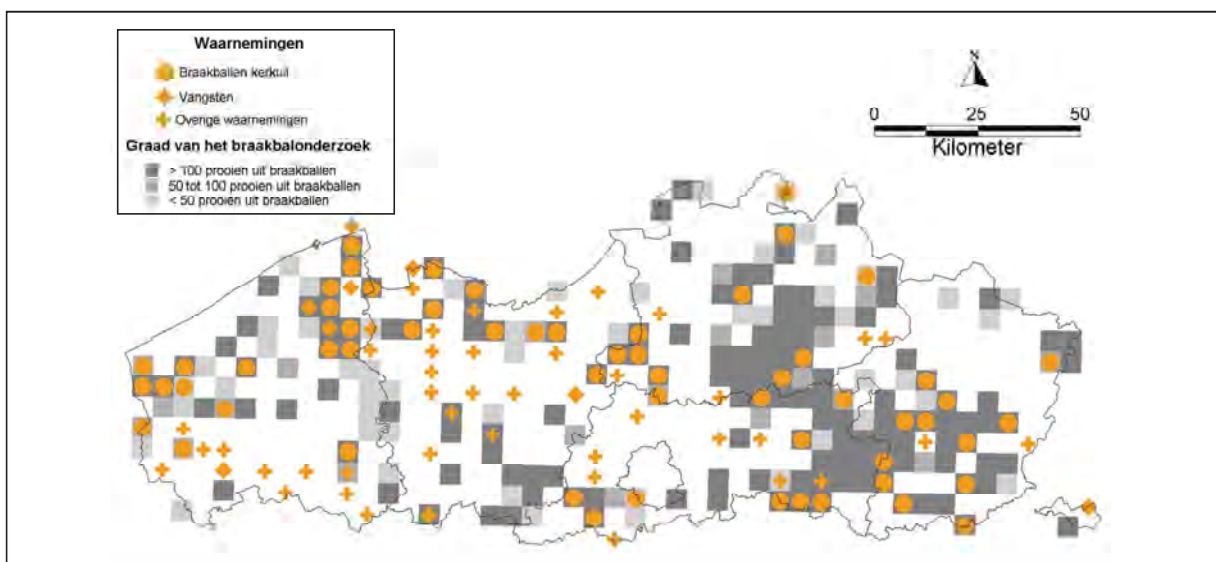 Waarnemingen
Braakballen kerkuil
Vangsten
Overige waarnemingen
Graad van het braakbalonderzoek
> 100 prooien uit braakballen
50 tot 100 prooien uit braakballen
< 50 prooien uit braakballen
N
0 25 50
Kilometer